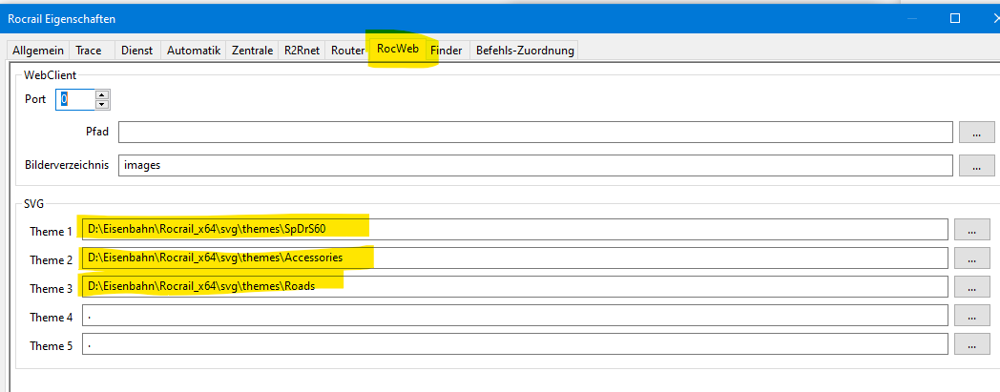 Rocrail Eigenschaften
Allgemein Trace Dienst Automatik Zentrale R2Rnet Router RocWeb Finder Befehls-Zuordnung
WebClient
Port 0
Pfad ...
Bilderverzeichnis images ...
SVG
Theme 1 D:\Eisenbahn\Rocrail_x64\svg\themes\SpDrS60 ...
Theme 2 D:\Eisenbahn\Rocrail_x64\svg\themes\Accessories ...
Theme 3 D:\Eisenbahn\Rocrail_x64\svg\themes\Roads ...
Theme 4 . ...
Theme 5 . ...